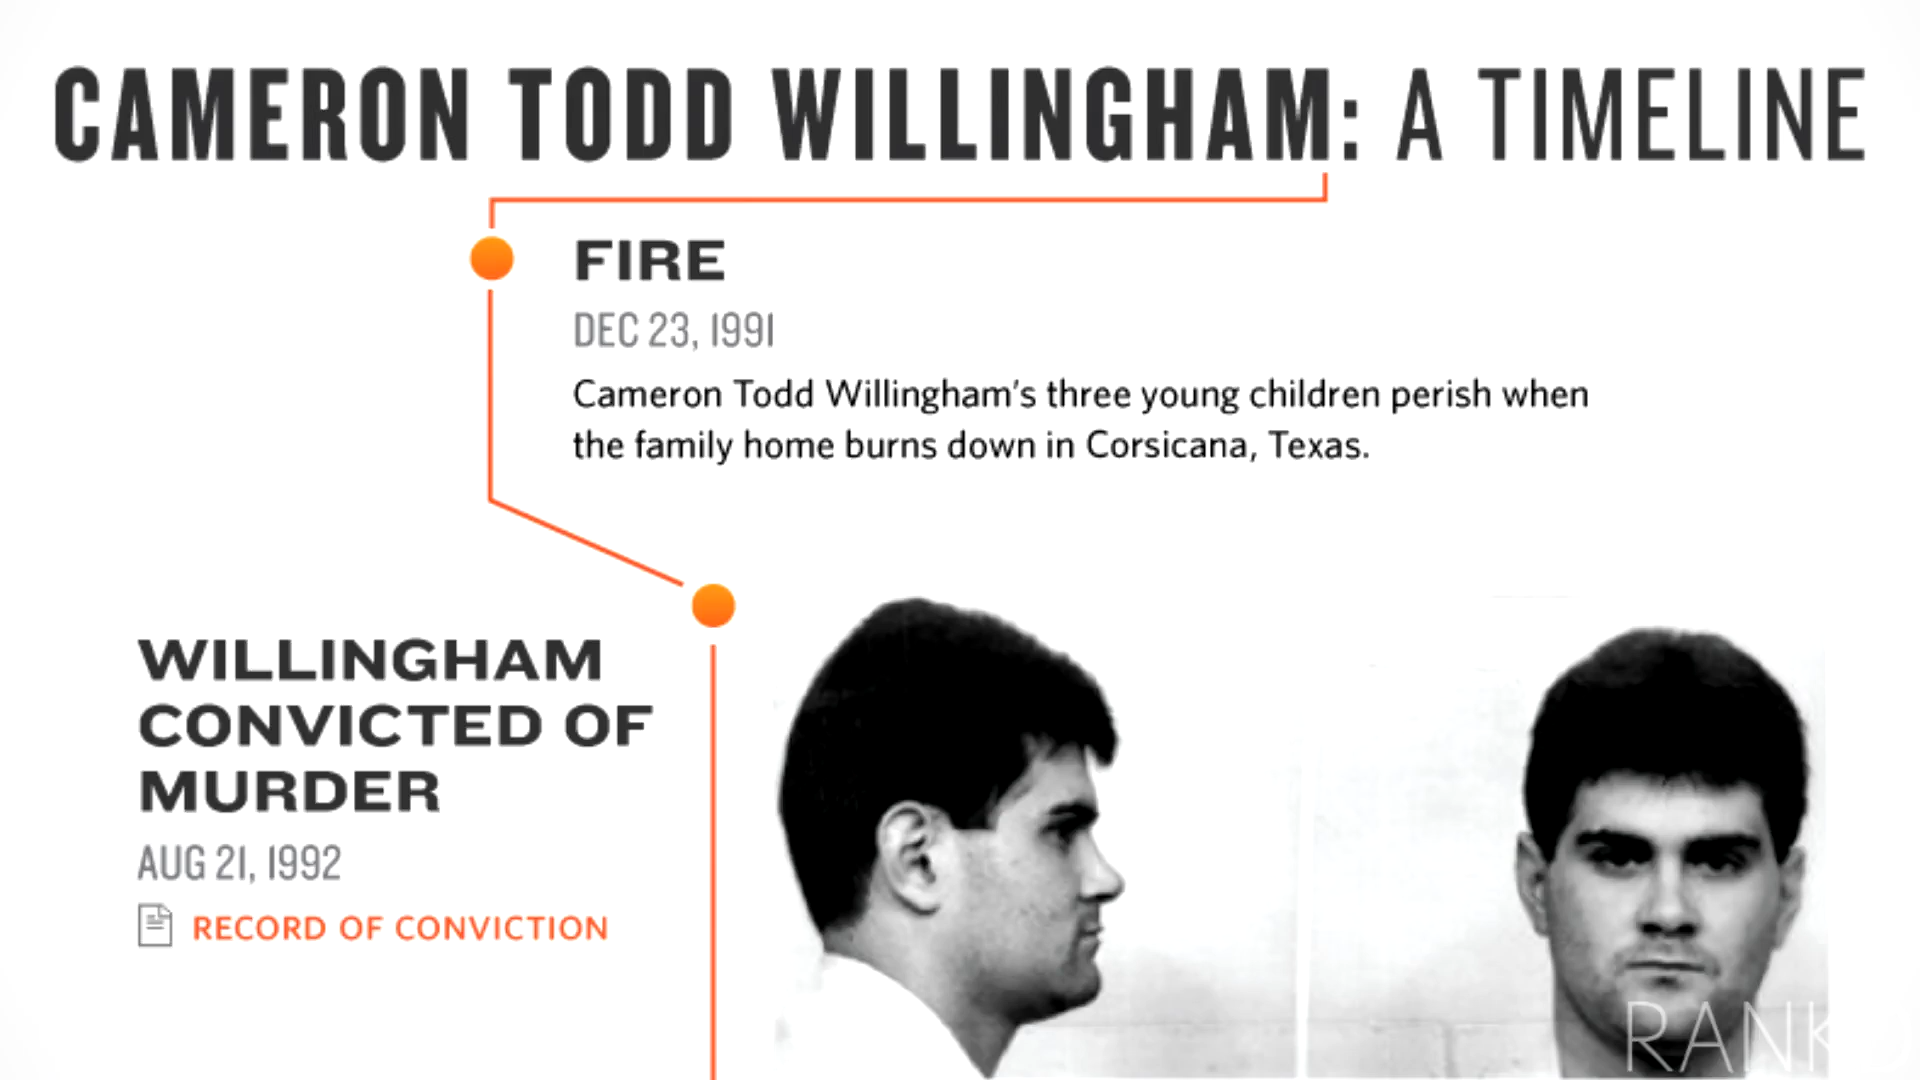 CAMERON TODD WILLINGHAM: A TIMELINE
FIRE
DEC 23, 1991
Cameron Todd Willingham's three young children perish when
the family home burns down in Corsicana, Texas.
WILLINGHAM
CONVICTED OF
MURDER
AUG 21, 1992
RECORD OF CONVICTION
RANK